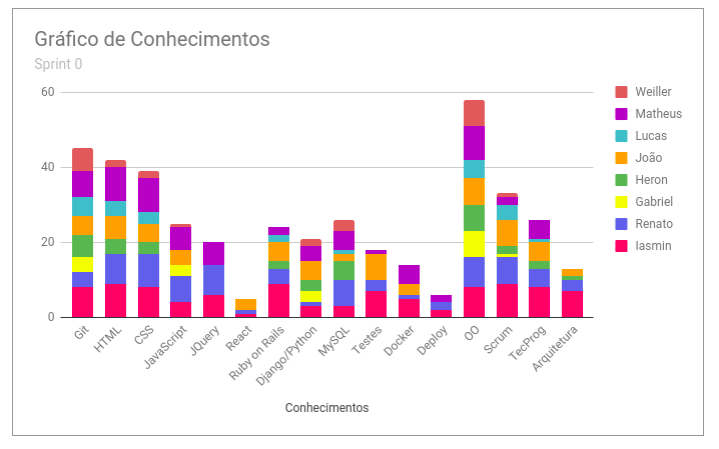 Gráfico de Conhecimentos
Sprint 0
60
40
20
0
Weiller
Matheus
Lucas
João
Heron
Gabriel
Renato
Iasmin
Git
HTML
CSS
JavaScript
JQuery
React
Ruby on Rails
Django/Python
MySQL
Testes
Docker
Deploy
OO
Scrum
TecProg
Arquitetura
Conhecimentos